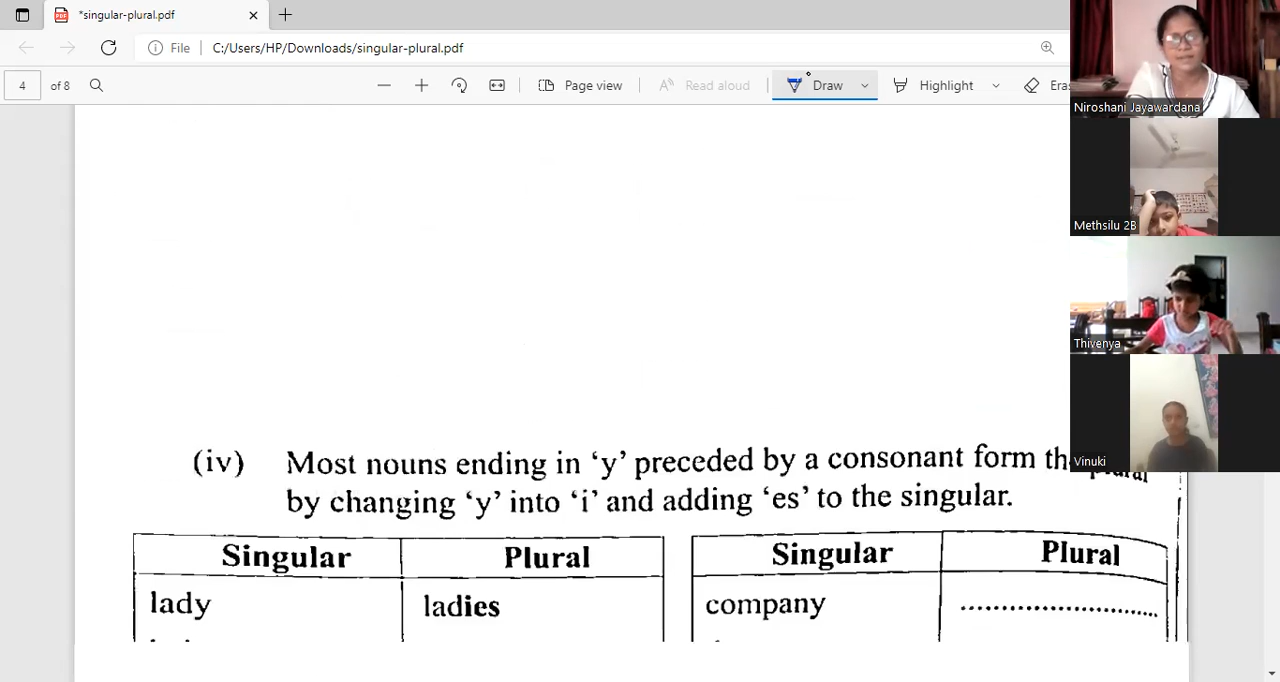 *singular-plural.pdf
File
C:/Users/HP/Downloads/singular-plural.pdf
4 of 8
Page view
Read aloud
Draw
Highlight
Niroshani Jayawardana
Methsilu 2B
Thivenya
Vinuki
(iv) Most nouns ending in ‘y’ preceded by a consonant form plural
by changing ‘y’ into ‘i’ and adding ‘es’ to the singular.
Singular Plural
lady ladies
Singular Plural
company ........................